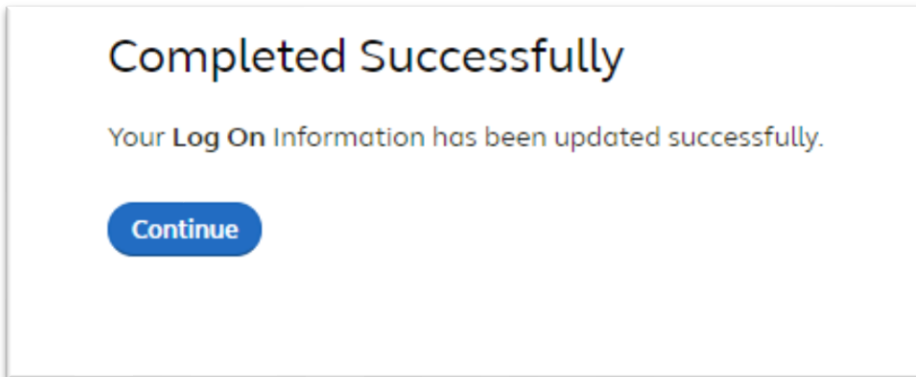 Completed Successfully
Your Log On Information has been updated successfully.
Continue